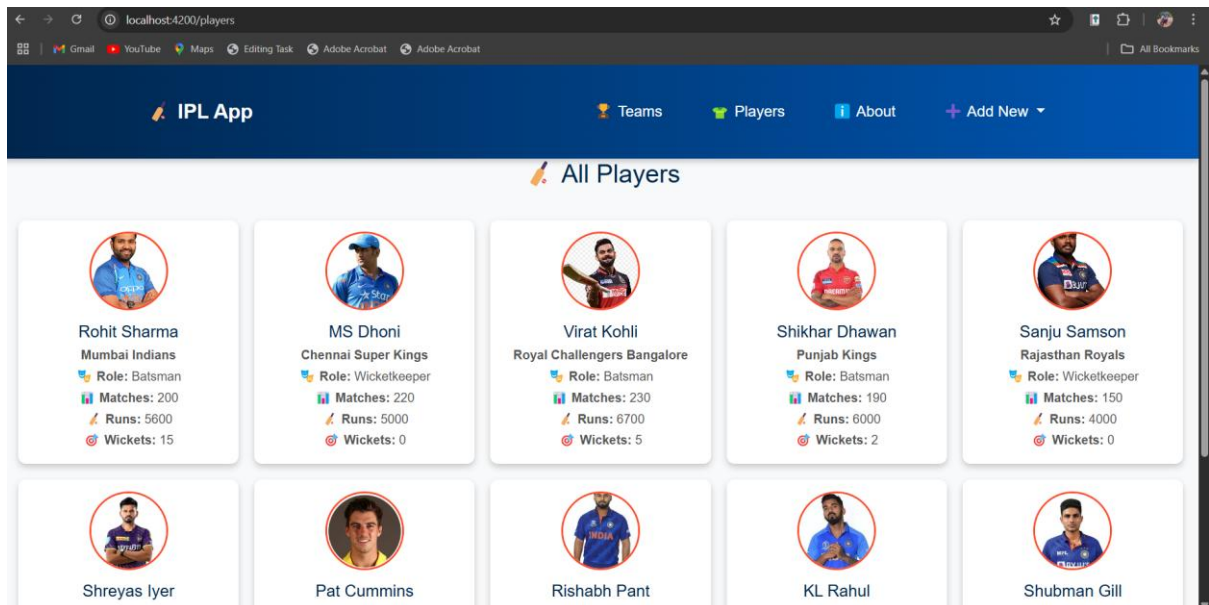 localhost:4200/players
Gmail YouTube Maps Editing Task Adobe Acrobat Adobe Acrobat All Bookmarks
IPL App Teams Players About Add New
All Players
Rohit Sharma MS Dhoni Virat Kohli Shikhar Dhawan Sanju Samson
Mumbai Indians Chennai Super Kings Royal Challengers Bangalore Punjab Kings Rajasthan Royals
Role: Batsman Role: Wicketkeeper Role: Batsman Role: Batsman Role: Wicketkeeper
Matches: 200 Matches: 220 Matches: 230 Matches: 190 Matches: 150
Runs: 5600 Runs: 5000 Runs: 6700 Runs: 6000 Runs: 4000
Wickets: 15 Wickets: 0 Wickets: 5 Wickets: 2 Wickets: 0
INDIA
Shreyas Iyer Pat Cummins Rishabh Pant KL Rahul Shubman Gill